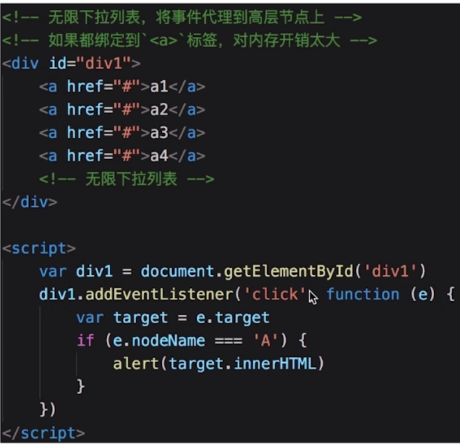 <!-- 无限下拉列表，将事件代理到高层节点上 -->
<!-- 如果都绑定到`<a>`标签，对内存开销太大 -->
<div id="div1">
    <a href="#">a1</a>
    <a href="#">a2</a>
    <a href="#">a3</a>
    <a href="#">a4</a>
    <!-- 无限下拉列表 -->
</div>

<script>
    var div1 = document.getElementById('div1')
    div1.addEventListener('click', function (e) {
        var target = e.target
        if (e.nodeName === 'A') {
            alert(target.innerHTML)
        }
    })
</script>